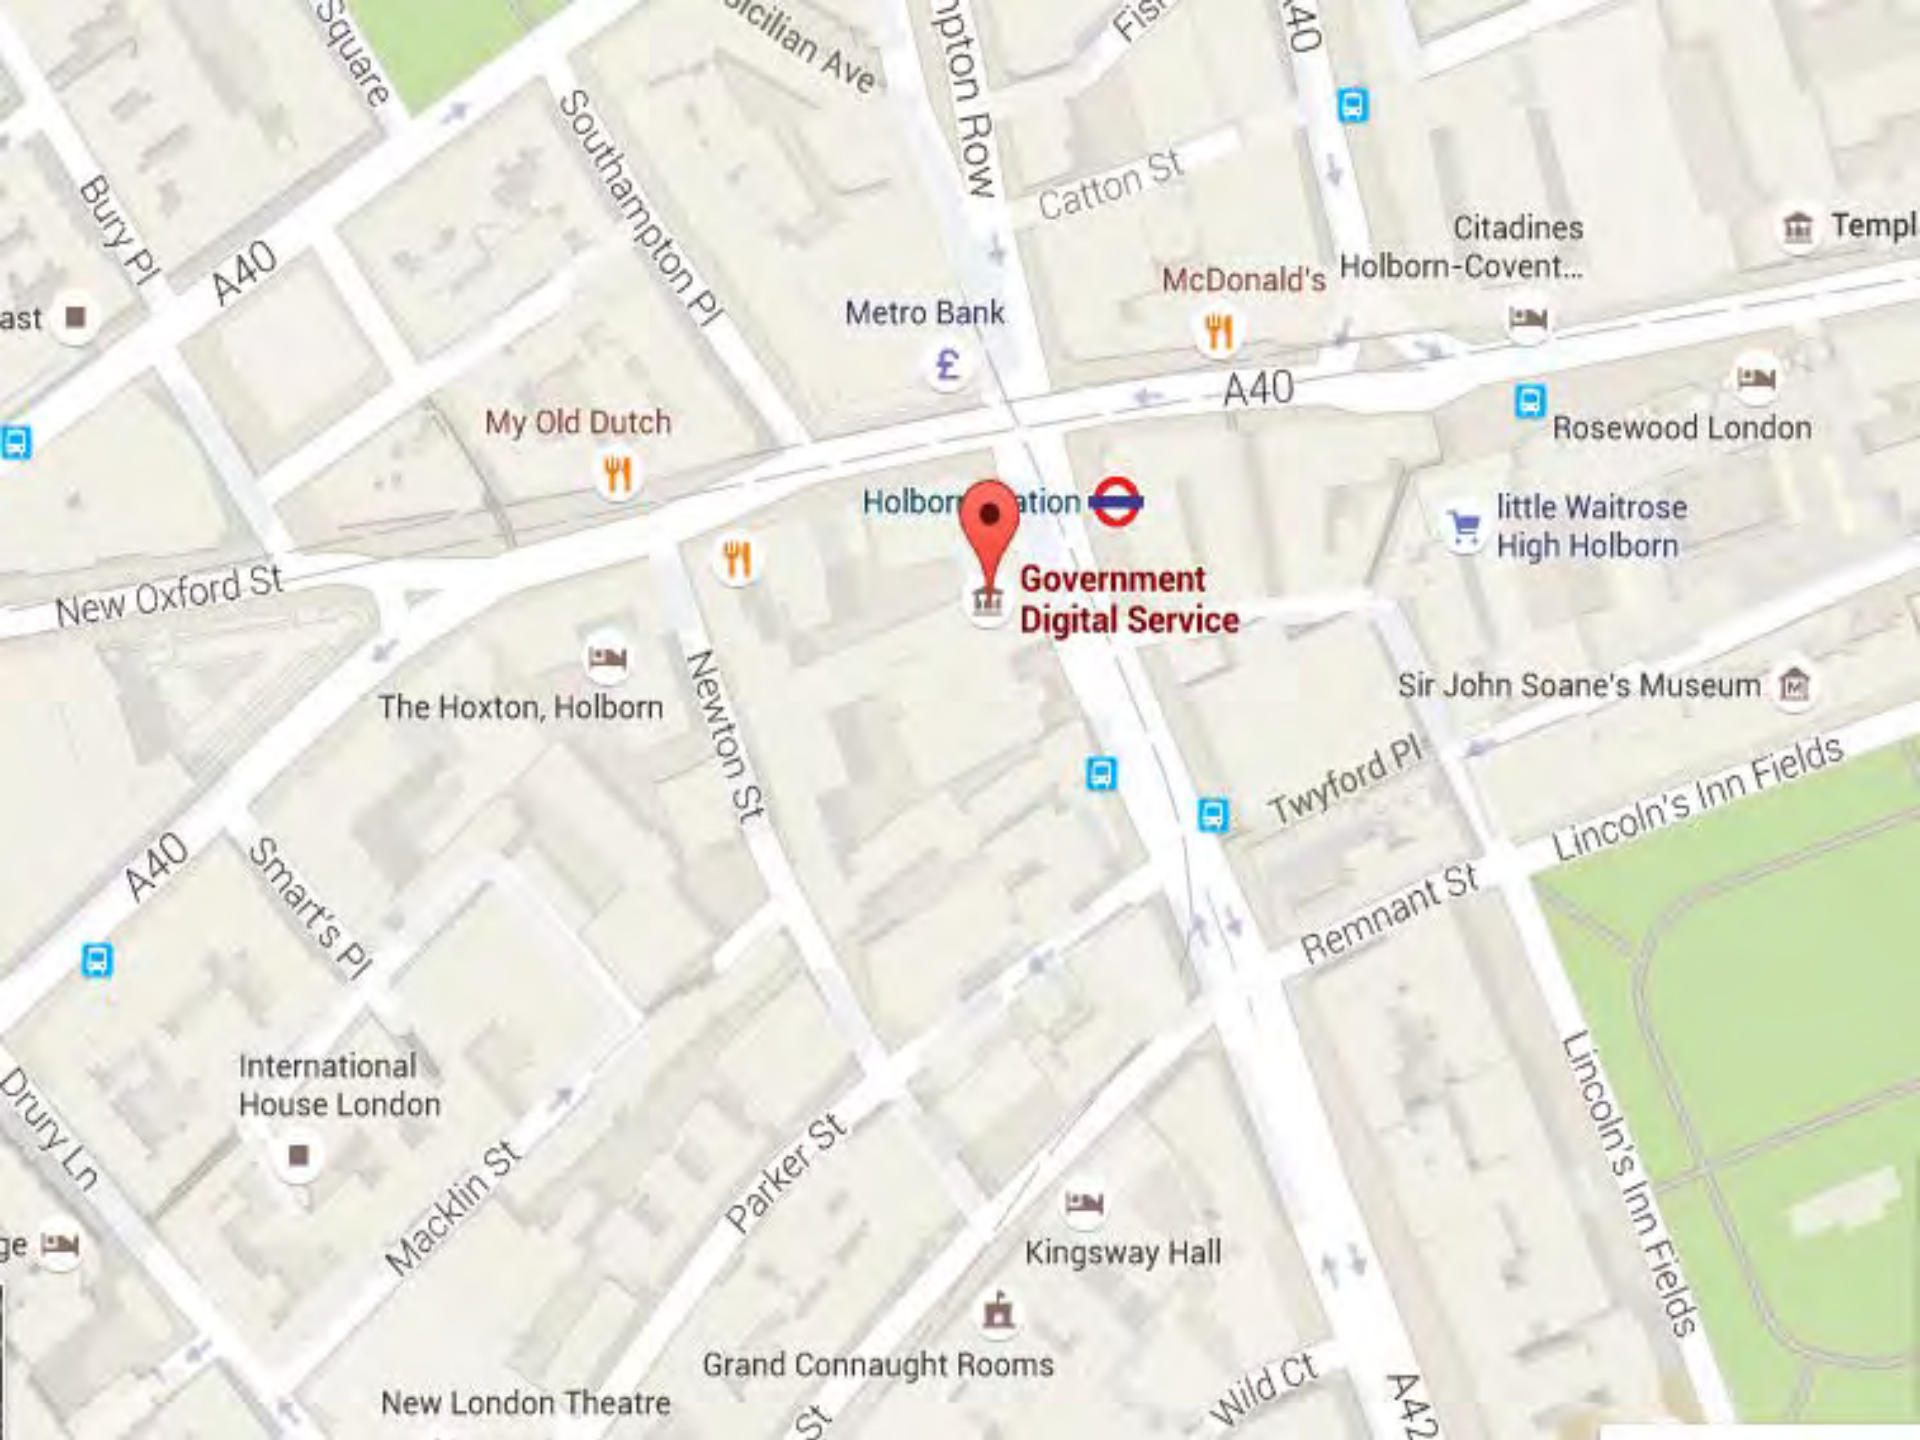 Square
Sicilian Ave
mpton Row
Fis
A40
Southampton Pl
Bury Pl
A40
Catton St
Citadines
Holborn-Covent...
Templ
McDonald's
Metro Bank
£
ast
A40
My Old Dutch
Rosewood London
Holborn ation
little Waitrose
High Holborn
Government
Digital Service
New Oxford St
The Hoxton, Holborn
Newton St
Sir John Soane's Museum
M
Twyford Pl
Lincoln's Inn Fields
A40
Smart's Pl
Remnant St
International
House London
Drury Ln
Macklin St
Parker St
Lincoln's Inn Fields
ge
Kingsway Hall
Grand Connaught Rooms
New London Theatre
St
Wild Ct
A42